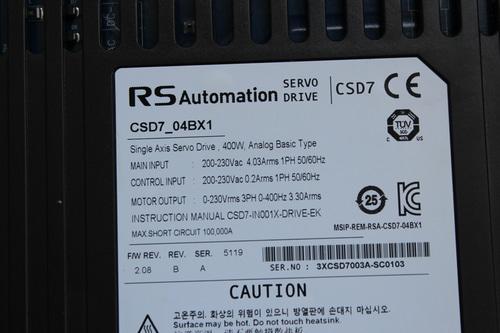 RS Automation SERVO DRIVE CSD7 CE
CSD7_04BX1
TUV
C US
Single Axis Servo Drive , 400W, Analog Basic Type
MAIN INPUT : 200-230Vac 4.03Arms 1PH 50/60Hz
CONTROL INPUT : 200-230Vac 0.2Arms 1PH 50/60Hz
MOTOR OUTPUT : 0-230Vrms 3PH 0-400Hz 3.30Arms
25
INSTRUCTION MANUAL CSD7-IN001X-DRIVE-EK
MAX.SHORT CIRCUIT 100,000A
MSIP-REM-RSA-CSD7-04BX1
F/W REV. REV. SER. 5119
2.08 B A
SER.NO : 3XCSD7003A-SC0103
CAUTION
고온주의. 화상의 위험이 있으니 방열판에 손대지 마십시오.
Surface may be hot. Do not touch heatsink.